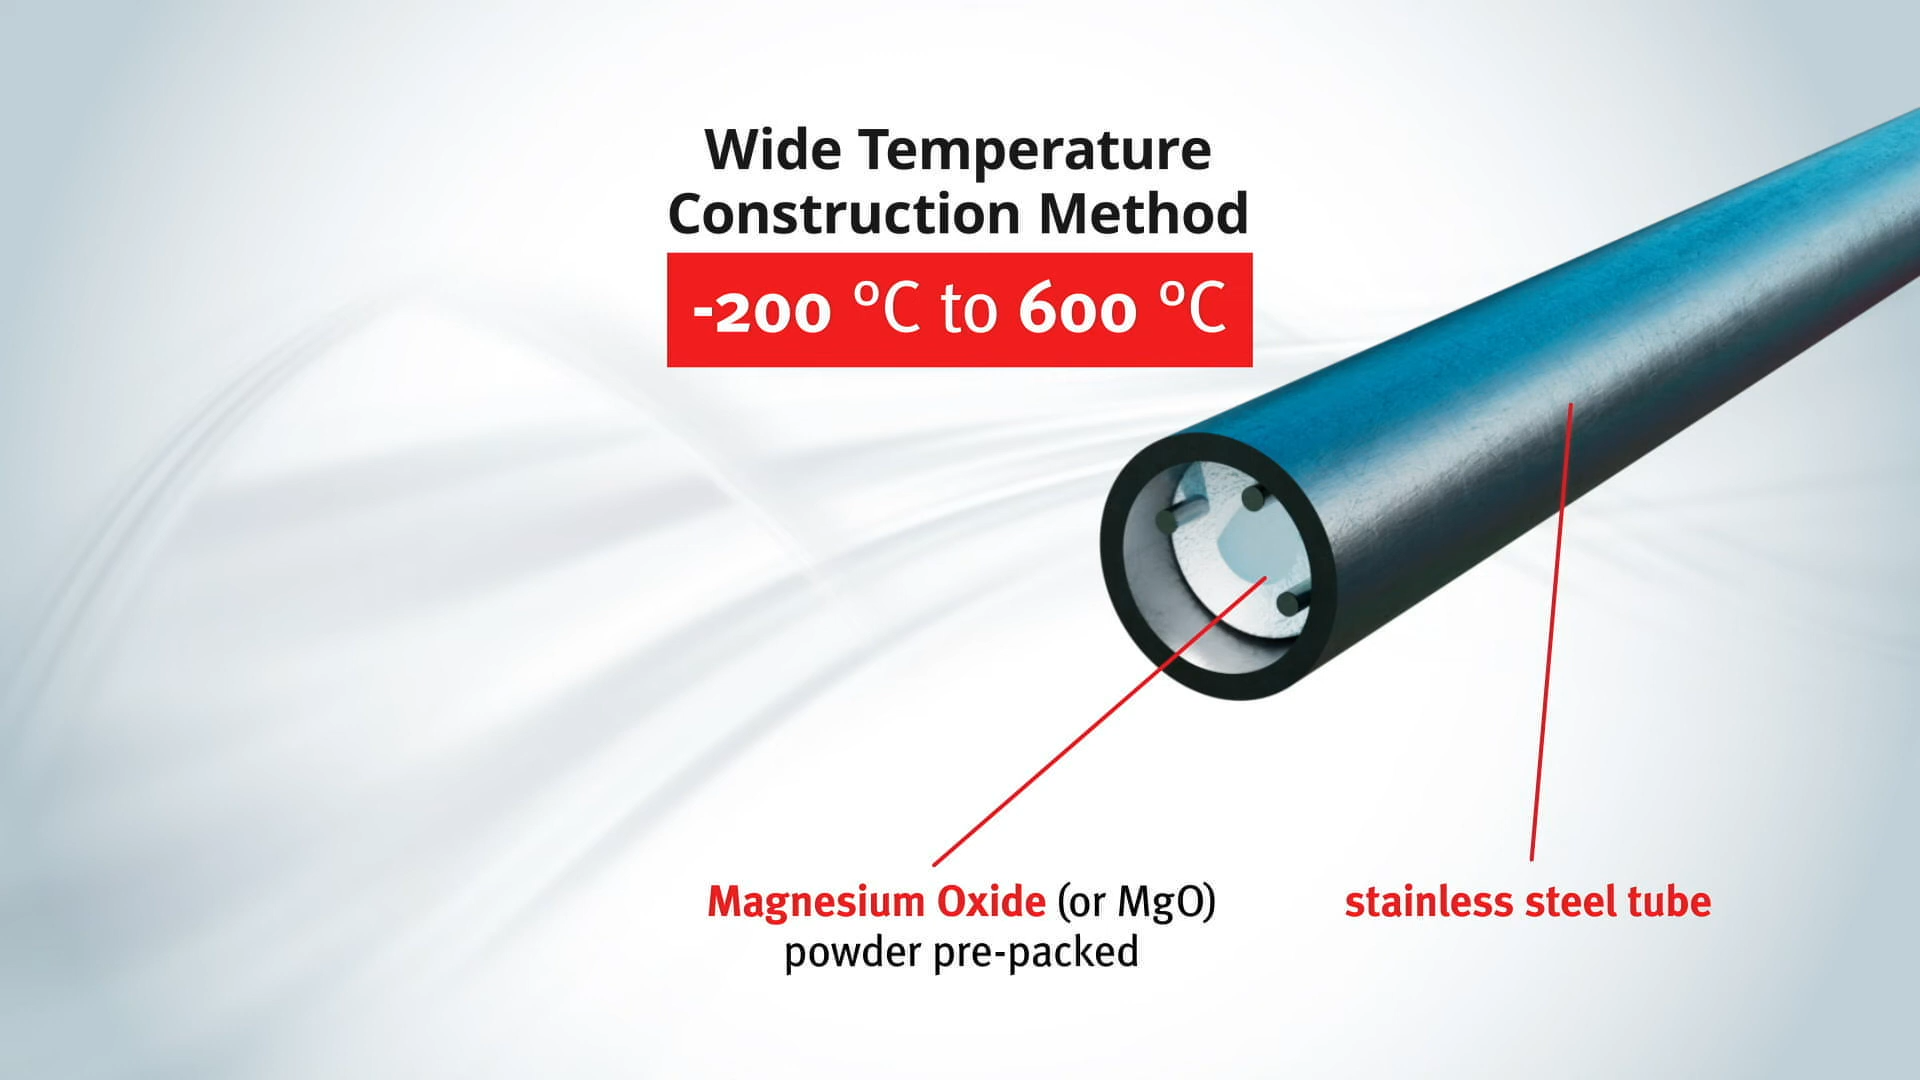 Wide Temperature
Construction Method
-200 °C to 600 °C
Magnesium Oxide (or MgO)
powder pre-packed
stainless steel tube